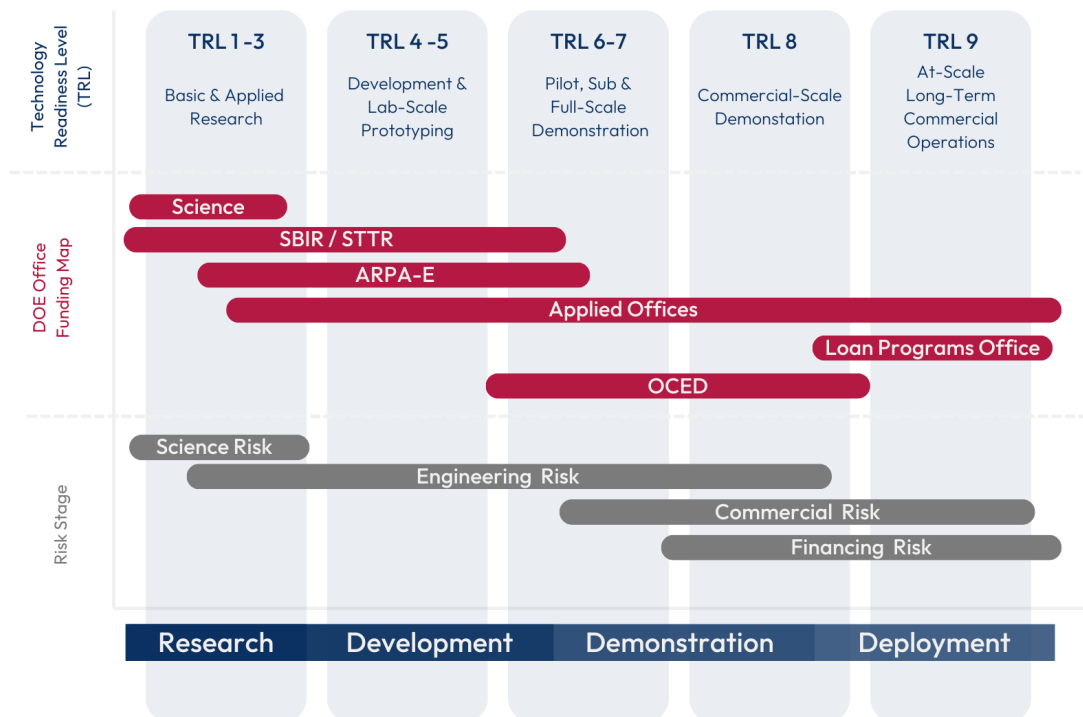 Technology
Readiness Level
(TRL)
TRL 1 -3
Basic & Applied
Research
TRL 4 -5
Development &
Lab-Scale
Prototyping
TRL 6-7
Pilot, Sub &
Full-Scale
Demonstration
TRL 8
Commercial-Scale
Demonstation
TRL 9
At-Scale
Long-Term
Commercial
Operations
DOE Office
Funding Map
Science
SBIR / STTR
ARPA-E
Applied Offices
Loan Programs Office
OCED
Risk Stage
Science Risk
Engineering Risk
Commercial Risk
Financing Risk
Research
Development
Demonstration
Deployment